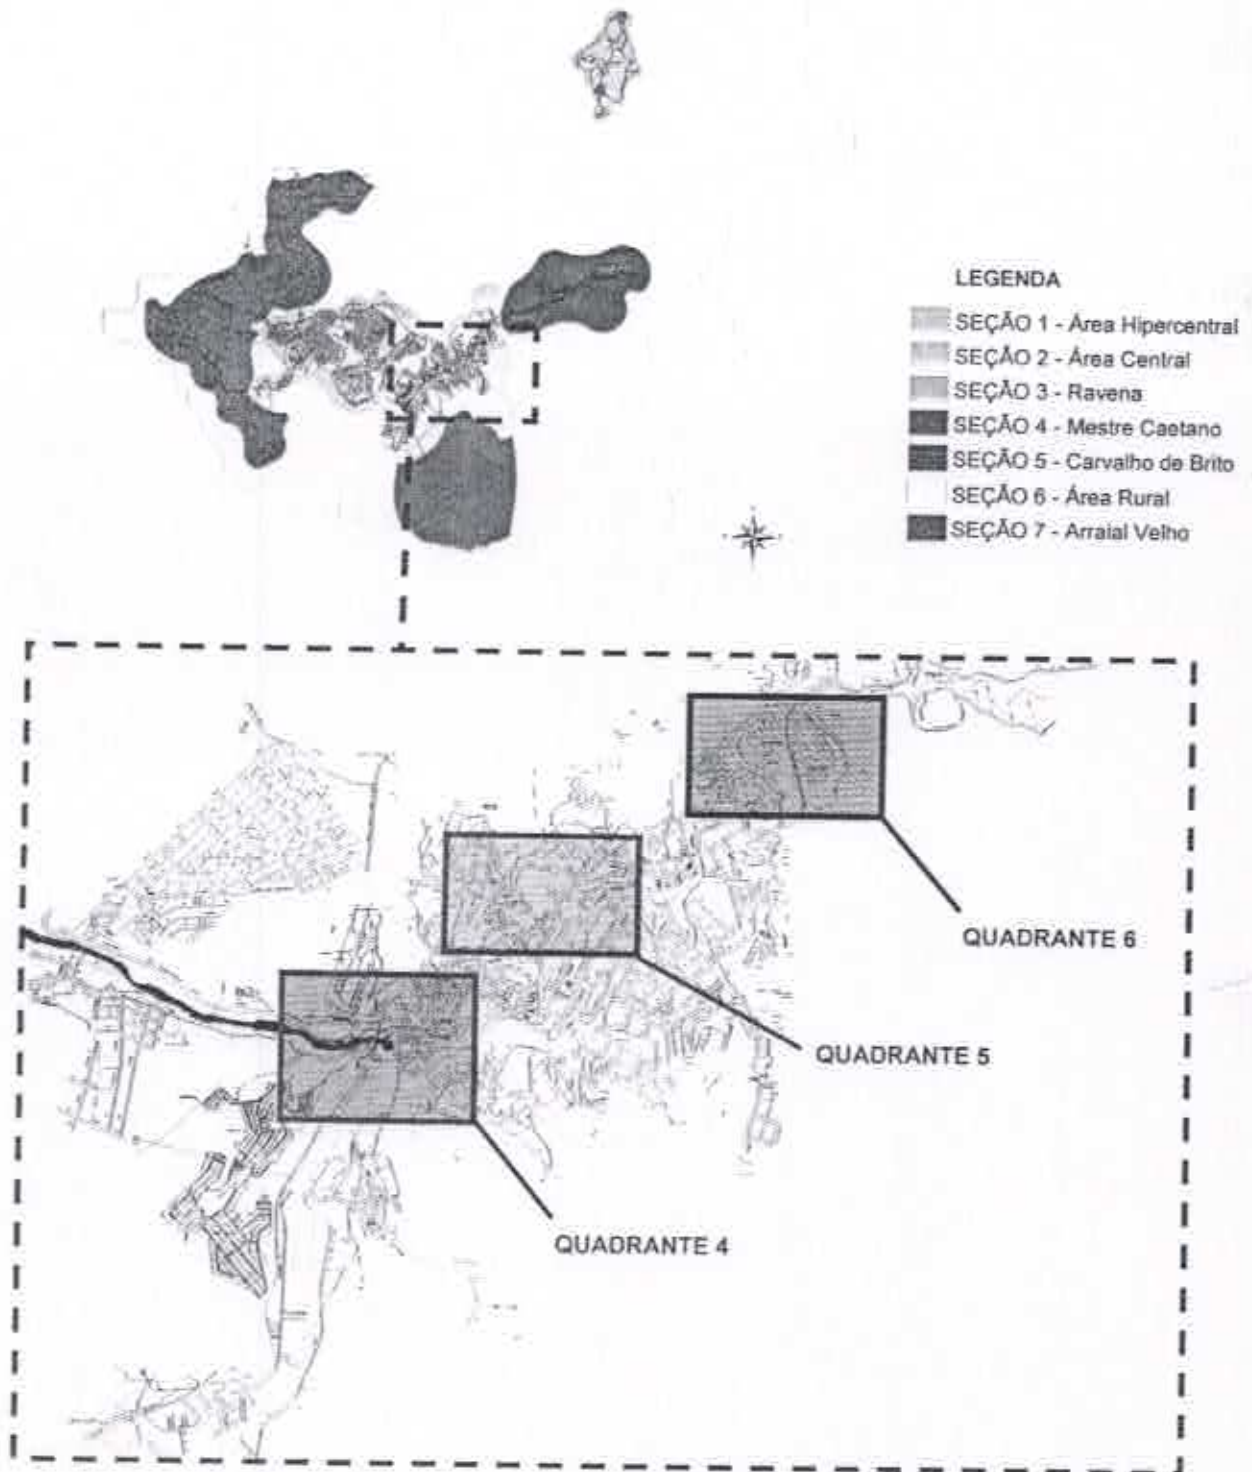 LEGENDA
SEÇÃO 1 - Área Hipercentral
SEÇÃO 2 - Área Central
SEÇÃO 3 - Ravena
SEÇÃO 4 - Mestre Caetano
SEÇÃO 5 - Carvalho de Brito
SEÇÃO 6 - Área Rural
SEÇÃO 7 - Arraial Velho
QUADRANTE 6
QUADRANTE 5
QUADRANTE 4